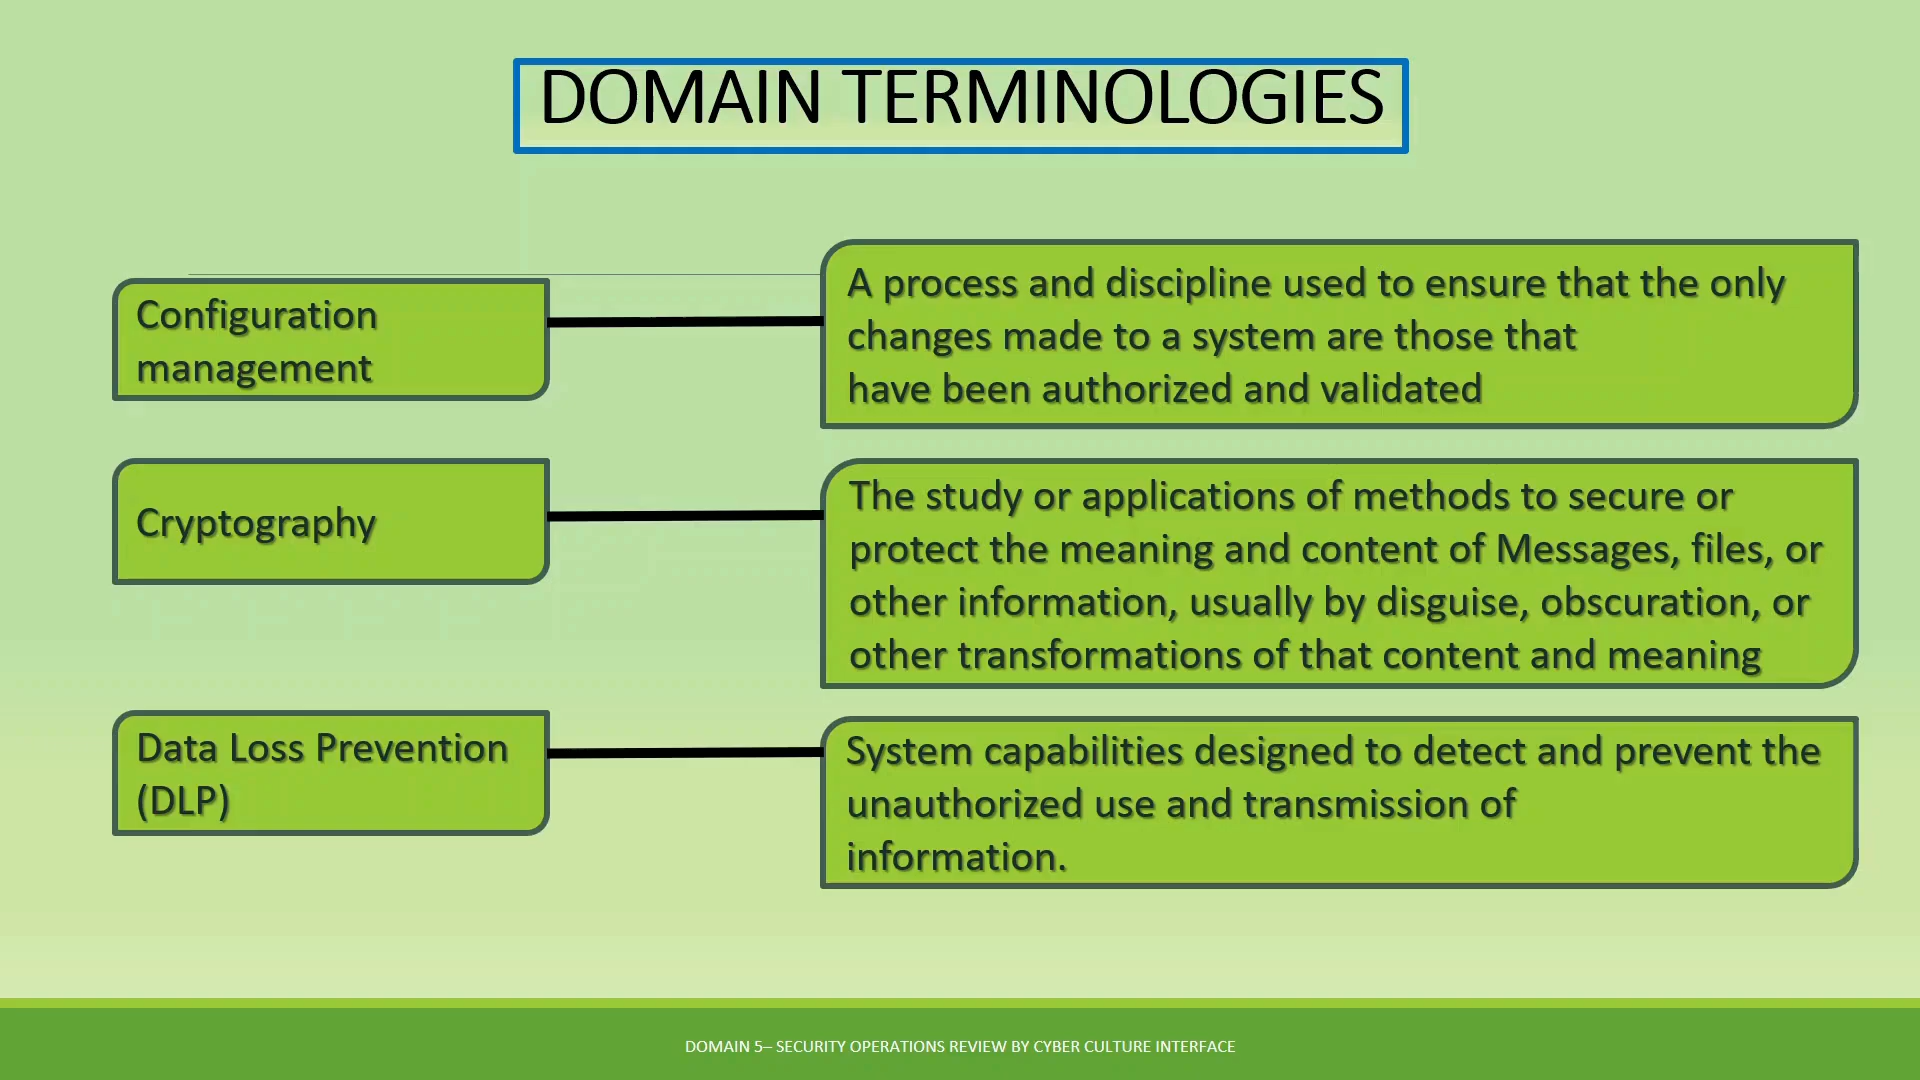 DOMAIN TERMINOLOGIES
Configuration
management
A process and discipline used to ensure that the only
changes made to a system are those that
have been authorized and validated
Cryptography
The study or applications of methods to secure or
protect the meaning and content of Messages, files, or
other information, usually by disguise, obscuration, or
other transformations of that content and meaning
Data Loss Prevention
(DLP)
System capabilities designed to detect and prevent the
unauthorized use and transmission of
information.
DOMAIN 5– SECURITY OPERATIONS REVIEW BY CYBER CULTURE INTERFACE